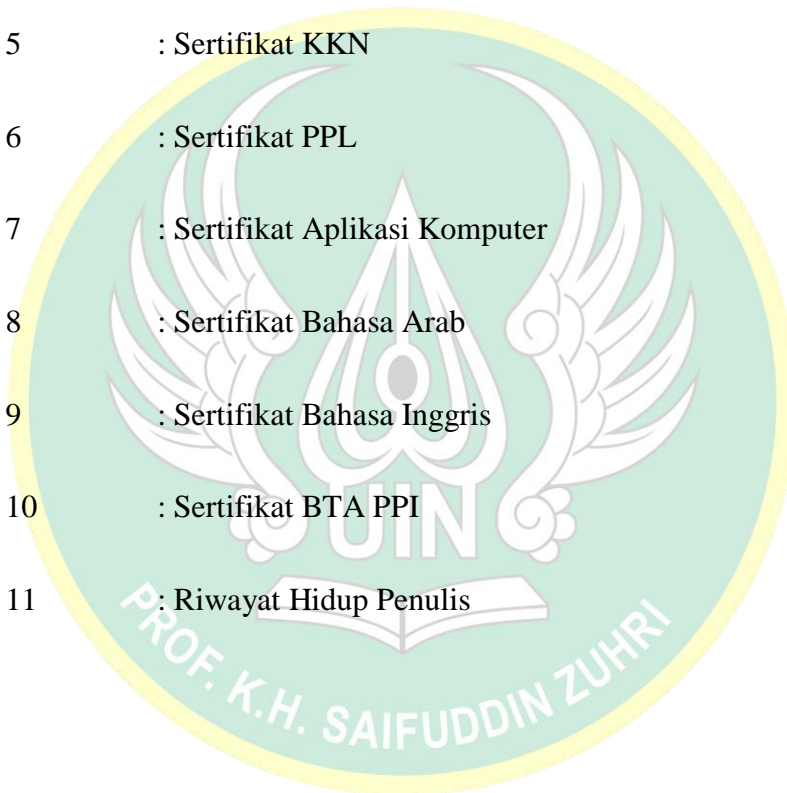 5 : Sertifikat KKN
6 : Sertifikat PPL
7 : Sertifikat Aplikasi Komputer
8 : Sertifikat Bahasa Arab
9 : Sertifikat Bahasa Inggris
10 : Sertifikat BTA PPI
UIN
11 : Riwayat Hidup Penulis
PROF. K.H. SAIFUDDIN ZUHRI